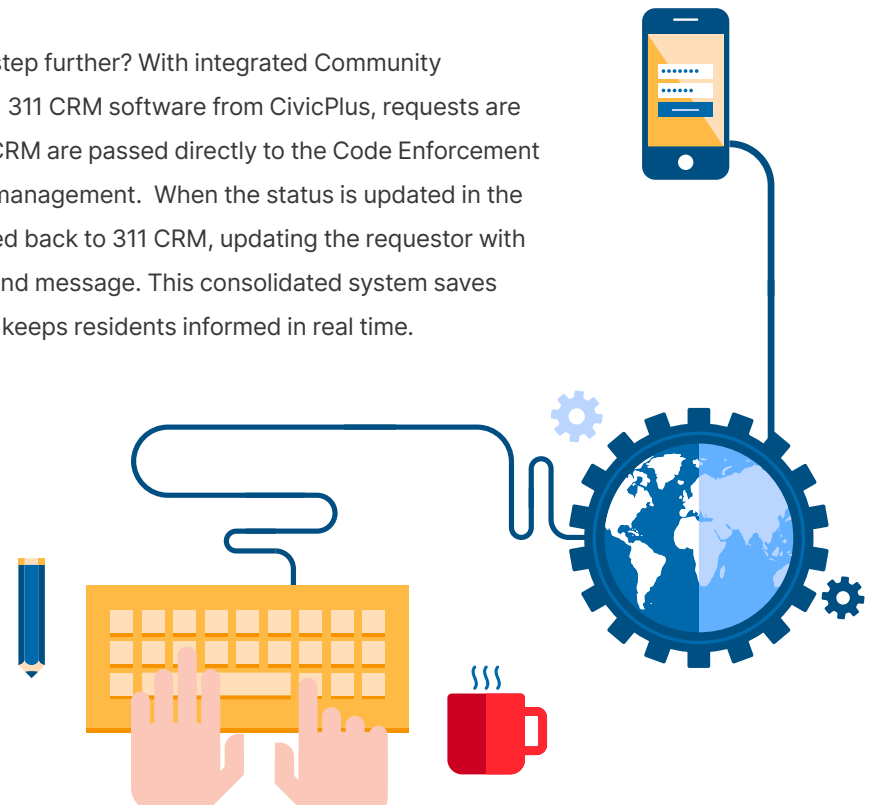 step further? With integrated Community
311 CRM software from CivicPlus, requests are
CRM are passed directly to the Code Enforcement
management.  When the status is updated in the
ed back to 311 CRM, updating the requestor with
nd message. This consolidated system saves
keeps residents informed in real time.